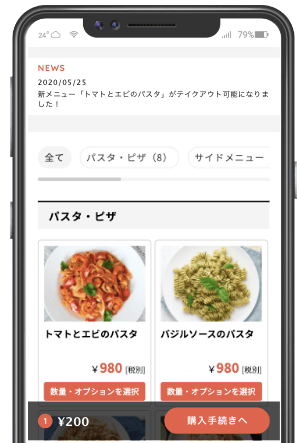 24°
79%
NEWS
2020/05/25
新メニュー「トマトとエビのパスタ」がテイクアウト可能になりま
した！
全て
パスタ・ピザ（8）
サイドメニュー
パスタ・ピザ
トマトとエビのパスタ
バジルソースのパスタ
￥980 [税別]
￥980 [税別]
数量・オプションを選択
数量・オプションを選択
1
¥200
購入手続きへ